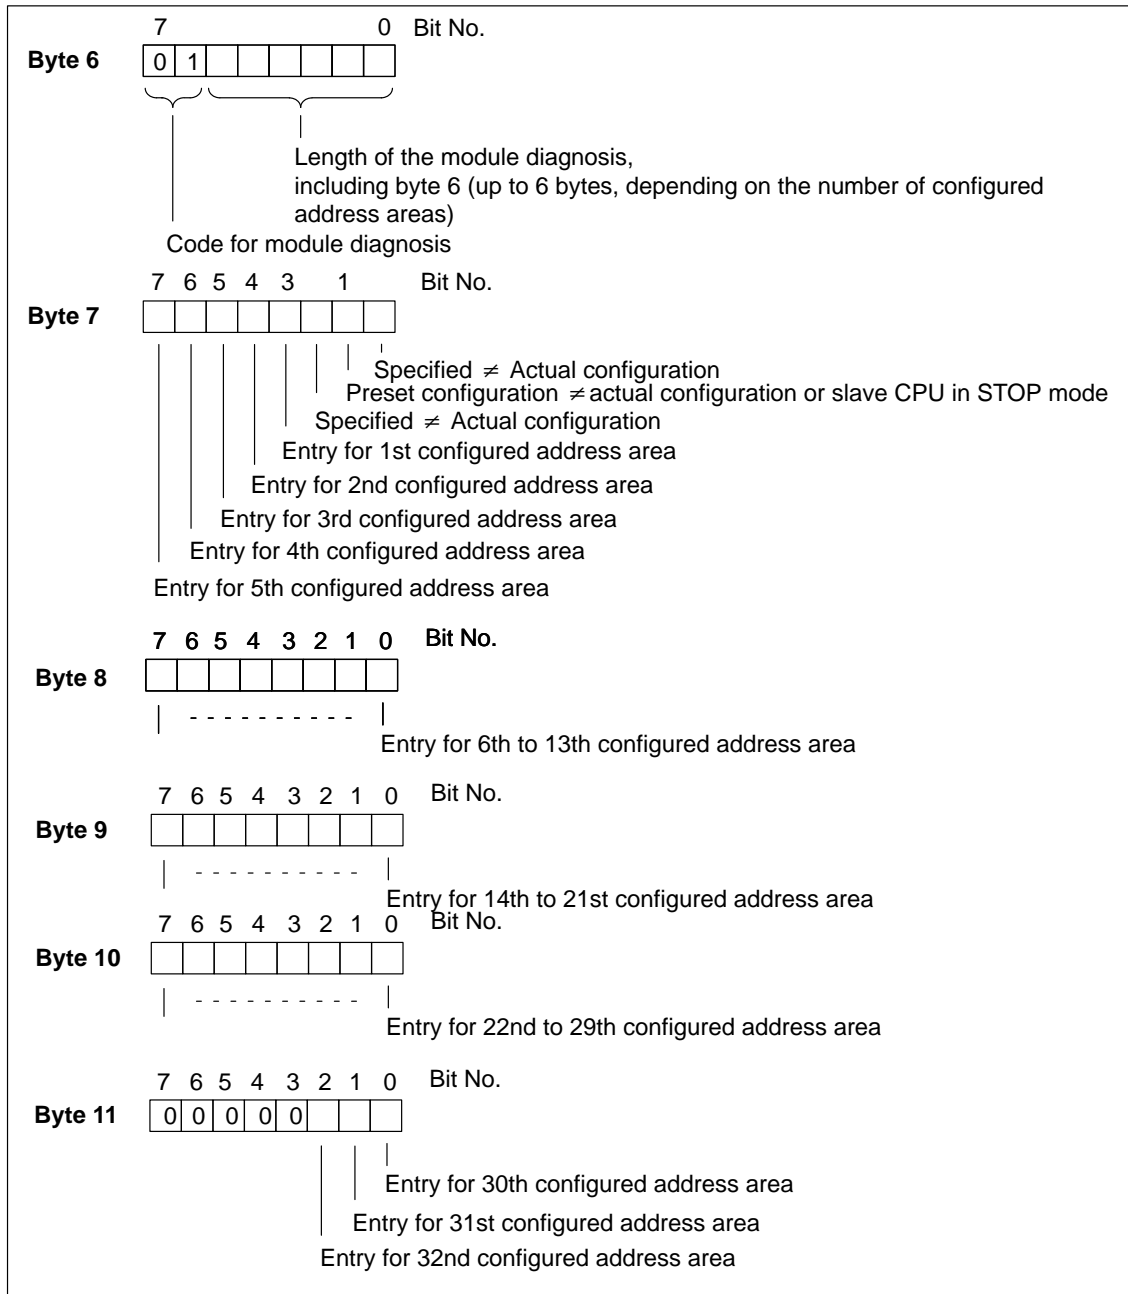 7 0 Bit No.
Byte 6 0 1
Length of the module diagnosis,
including byte 6 (up to 6 bytes, depending on the number of configured
address areas)
Code for module diagnosis
7 6 5 4 3 1 Bit No.
Byte 7
Specified ≠ Actual configuration
Preset configuration ≠ actual configuration or slave CPU in STOP mode
Specified ≠ Actual configuration
Entry for 1st configured address area
Entry for 2nd configured address area
Entry for 3rd configured address area
Entry for 4th configured address area
Entry for 5th configured address area
7 6 5 4 3 2 1 0 Bit No.
Byte 8
Entry for 6th to 13th configured address area
7 6 5 4 3 2 1 0 Bit No.
Byte 9
Entry for 14th to 21st configured address area
7 6 5 4 3 2 1 0 Bit No.
Byte 10
Entry for 22nd to 29th configured address area
7 6 5 4 3 2 1 0 Bit No.
Byte 11 0 0 0 0 0
Entry for 30th configured address area
Entry for 31st configured address area
Entry for 32nd configured address area